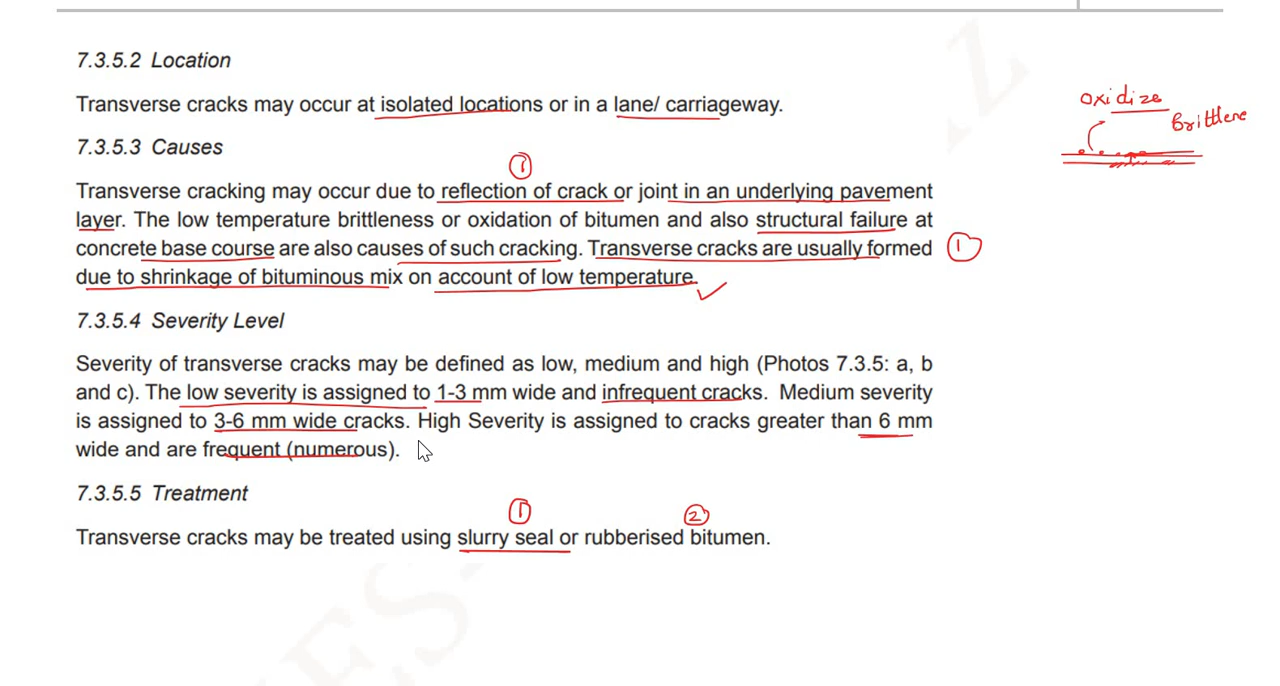 7.3.5.2 Location
Transverse cracks may occur at isolated locations or in a lane/ carriageway.
oxidize
Brittlene
7.3.5.3 Causes
1
Transverse cracking may occur due to reflection of crack or joint in an underlying pavement
layer. The low temperature brittleness or oxidation of bitumen and also structural failure at
concrete base course are also causes of such cracking. Transverse cracks are usually formed
1
due to shrinkage of bituminous mix on account of low temperature.
7.3.5.4 Severity Level
Severity of transverse cracks may be defined as low, medium and high (Photos 7.3.5: a, b
and c). The low severity is assigned to 1-3 mm wide and infrequent cracks. Medium severity
is assigned to 3-6 mm wide cracks. High Severity is assigned to cracks greater than 6 mm
wide and are frequent (numerous).
7.3.5.5 Treatment
1 2
Transverse cracks may be treated using slurry seal or rubberised bitumen.